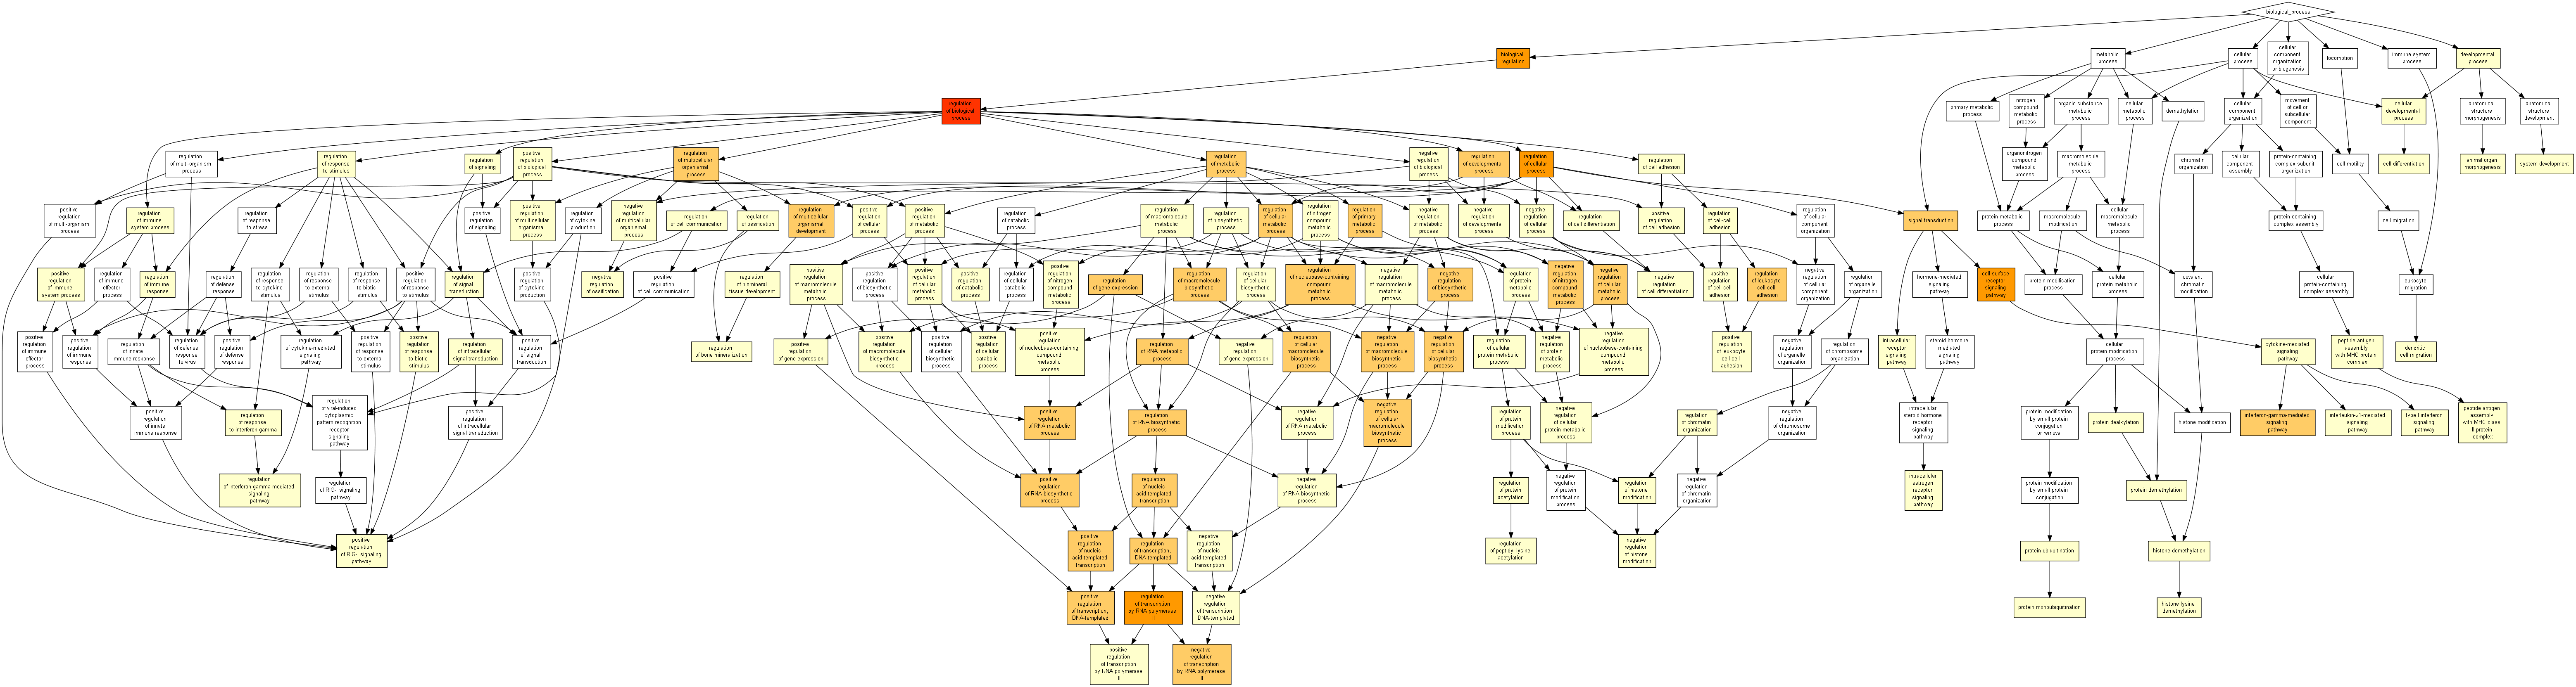 biological_process
biological
regulation
metabolic
process
cellular
process
cellular
component
organization
or biogenesis
locomotion
immune system
process
developmental
process
regulation
of biological
process
primary metabolic
process
nitrogen
compound
metabolic
process
organic substance
metabolic
process
cellular
metabolic
process
demethylation
cellular
component
organization
movement
of cell or
subcellular
component
cellular
developmental
process
anatomical
structure
morphogenesis
anatomical
structure
development
regulation
of multi-organism
process
regulation
of response
to stimulus
regulation
of signaling
positive
regulation
of biological
process
regulation
of multicellular
organismal
process
regulation
of metabolic
process
negative
regulation
of biological
process
regulation
of developmental
process
regulation
of cellular
process
regulation
of cell adhesion
organonitrogen
compound
metabolic
process
macromolecule
metabolic
process
chromatin
organization
cellular
component
assembly
protein-containing
complex subunit
organization
cell motility
cell differentiation
animal organ
morphogenesis
system development
positive
regulation
of multi-organism
process
regulation
of immune
system process
regulation
of response
to stress
positive
regulation
of signaling
positive
regulation
of multicellular
organismal
process
regulation
of cytokine
production
negative
regulation
of multicellular
organismal
process
regulation
of cell communication
regulation
of ossification
regulation
of multicellular
organismal
development
positive
regulation
of cellular
process
positive
regulation
of metabolic
process
regulation
of catabolic
process
regulation
of macromolecule
metabolic
process
regulation
of biosynthetic
process
regulation
of cellular
metabolic
process
regulation
of nitrogen
compound
metabolic
process
regulation
of primary
metabolic
process
negative
regulation
of metabolic
process
negative
regulation
of developmental
process
negative
regulation
of cellular
process
regulation
of cell differentiation
positive
regulation
of cell adhesion
regulation
of cell-cell
adhesion
regulation
of cellular
component
organization
signal transduction
protein metabolic
process
macromolecule
modification
cellular
macromolecule
metabolic
process
protein-containing
complex assembly
cell migration
positive
regulation
of immune
system process
regulation
of immune
effector
process
regulation
of immune
response
regulation
of defense
response
regulation
of response
to cytokine
stimulus
regulation
of response
to external
stimulus
regulation
of response
to biotic
stimulus
positive
regulation
of response
to stimulus
regulation
of signal
transduction
positive
regulation
of cytokine
production
negative
regulation
of ossification
positive
regulation
of cell communication
regulation
of biomineral
tissue development
positive
regulation
of macromolecule
metabolic
process
positive
regulation
of biosynthetic
process
positive
regulation
of cellular
metabolic
process
positive
regulation
of catabolic
process
regulation
of cellular
catabolic
process
positive
regulation
of nitrogen
compound
metabolic
process
regulation
of gene expression
regulation
of macromolecule
biosynthetic
process
regulation
of cellular
biosynthetic
process
regulation
of nucleobase-containing
compound
metabolic
process
negative
regulation
of macromolecule
metabolic
process
negative
regulation
of biosynthetic
process
regulation
of protein
metabolic
process
negative
regulation
of nitrogen
compound
metabolic
process
negative
regulation
of cellular
metabolic
process
negative
regulation
of cell differentiation
positive
regulation
of cell-cell
adhesion
regulation
of leukocyte
cell-cell
adhesion
negative
regulation
of cellular
component
organization
regulation
of organelle
organization
hormone-mediated
signaling
pathway
cell surface
receptor
signaling
pathway
protein modification
process
cellular
protein metabolic
process
covalent
chromatin
modification
cellular
protein-containing
complex assembly
leukocyte
migration
positive
regulation
of immune
effector
process
positive
regulation
of immune
response
regulation
of innate
immune response
regulation
of defense
response
to virus
positive
regulation
of defense
response
regulation
of cytokine-mediated
signaling
pathway
positive
regulation
of response
to external
stimulus
positive
regulation
of response
to biotic
stimulus
regulation
of intracellular
signal transduction
positive
regulation
of signal
transduction
regulation
of bone mineralization
positive
regulation
of gene expression
positive
regulation
of macromolecule
biosynthetic
process
positive
regulation
of cellular
biosynthetic
process
positive
regulation
of cellular
catabolic
process
positive
regulation
of nucleobase-containing
compound
metabolic
process
regulation
of RNA metabolic
process
negative
regulation
of gene expression
regulation
of cellular
macromolecule
biosynthetic
process
negative
regulation
of macromolecule
biosynthetic
process
negative
regulation
of cellular
biosynthetic
process
regulation
of cellular
protein metabolic
process
negative
regulation
of protein
metabolic
process
negative
regulation
of nucleobase-containing
compound
metabolic
process
positive
regulation
of leukocyte
cell-cell
adhesion
negative
regulation
of organelle
organization
regulation
of chromosome
organization
intracellular
receptor
signaling
pathway
steroid hormone
mediated
signaling
pathway
cellular
protein modification
process
cytokine-mediated
signaling
pathway
peptide antigen
assembly
with MHC protein
complex
dendritic
cell migration
positive
regulation
of innate
immune response
regulation
of response
to interferon-gamma
regulation
of viral-induced
cytoplasmic
pattern recognition
receptor
signaling
pathway
positive
regulation
of intracellular
signal transduction
positive
regulation
of RNA metabolic
process
regulation
of RNA biosynthetic
process
negative
regulation
of RNA metabolic
process
negative
regulation
of cellular
macromolecule
biosynthetic
process
regulation
of protein
modification
process
negative
regulation
of cellular
protein metabolic
process
regulation
of chromatin
organization
negative
regulation
of chromosome
organization
intracellular
steroid hormone
receptor
signaling
pathway
protein modification
by small protein
conjugation
or removal
protein dealkylation
histone modification
interferon-gamma-mediated
signaling
pathway
interleukin-21-mediated
signaling
pathway
type I interferon
signaling
pathway
peptide antigen
assembly
with MHC class
II protein
complex
regulation
of interferon-gamma-mediated
signaling
pathway
regulation
of RIG-I signaling
pathway
positive
regulation
of RNA biosynthetic
process
regulation
of nucleic
acid-templated
transcription
negative
regulation
of RNA biosynthetic
process
regulation
of protein
acetylation
negative
regulation
of protein
modification
process
regulation
of histone
modification
negative
regulation
of chromatin
organization
intracellular
estrogen
receptor
signaling
pathway
protein modification
by small protein
conjugation
protein demethylation
positive
regulation
of RIG-I signaling
pathway
positive
regulation
of nucleic
acid-templated
transcription
regulation
of transcription,
DNA-templated
negative
regulation
of nucleic
acid-templated
transcription
regulation
of peptidyl-lysine
acetylation
negative
regulation
of histone
modification
protein ubiquitination
histone demethylation
positive
regulation
of transcription,
DNA-templated
regulation
of transcription
by RNA polymerase
II
negative
regulation
of transcription,
DNA-templated
protein monoubiquitination
histone lysine
demethylation
positive
regulation
of transcription
by RNA polymerase
II
negative
regulation
of transcription
by RNA polymerase
II